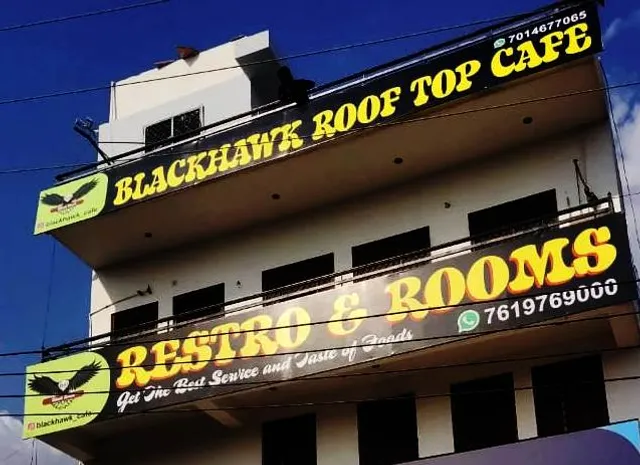 7014677065
BLACKHAWK ROOF TOP CAFE
blackhawk_cafe
RESTRO & ROOMS
7619769000
Get The Best Service and Taste of Foods
blackhawk_cafe